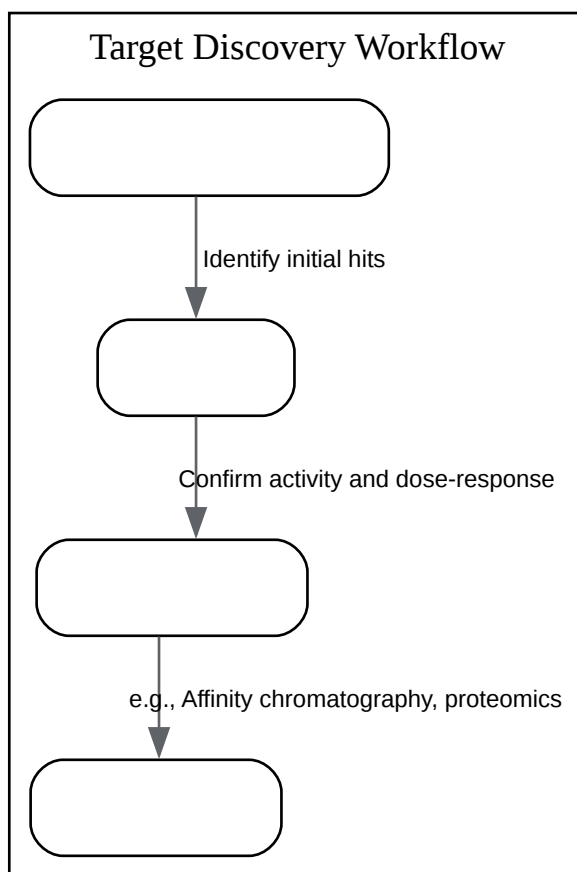 Target Discovery Workflow
Identify initial hits
Confirm activity and dose-response
e.g., Affinity chromatography, proteomics